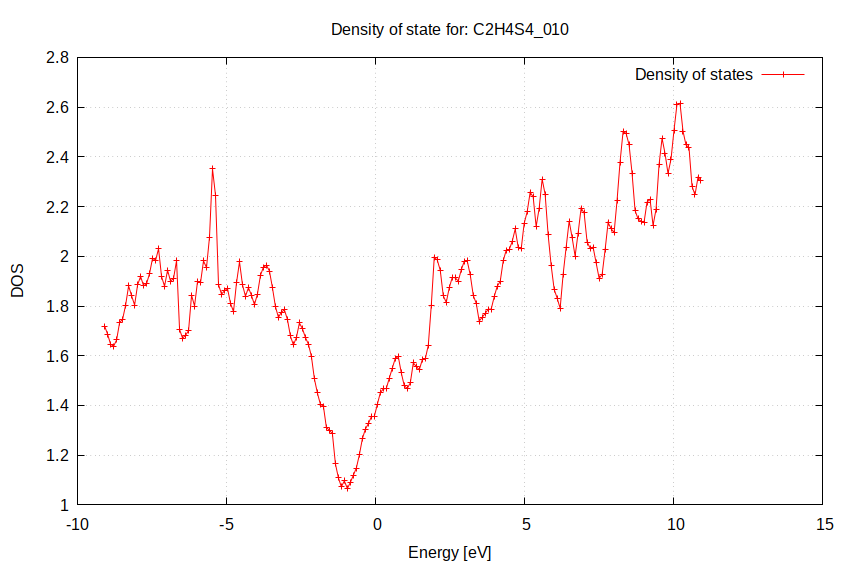 Density of state for: C2H4S4_010
Density of states
2.8
2.6
2.4
2.2
2
1.8
1.6
1.4
1.2
1
DOS
-10 -5 0 5 10 15
Energy [eV]